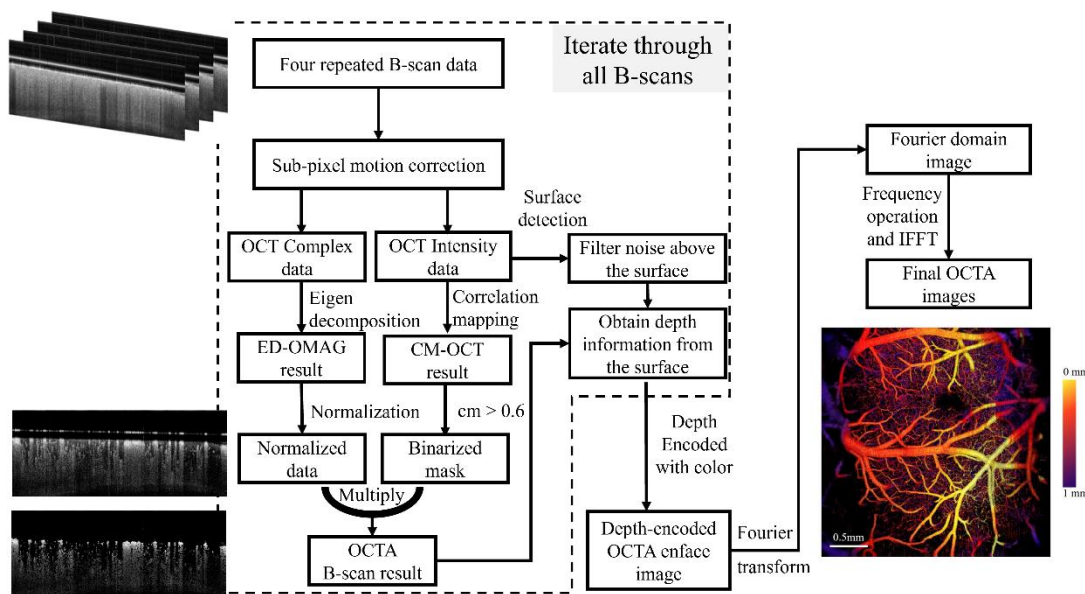 Iterate through
all B-scans
Four repeated B-scan data
Sub-pixel motion correction
Surface
detection
OCT Complex
data
OCT Intensity
data
Filter noise above
the surface
Eigen
decomposition
Correlation
mapping
ED-OMAG
result
CM-OCT
result
Obtain depth
information from
the surface
Normalization
cm > 0.6
Normalized
data
Binarized
mask
Multiply
OCTA
B-scan result
Depth
Encoded
with color
Depth-encoded
OCTA enface
image
Fourier
transform
Fourier domain
image
Frequency
operation
and IFFT
Final OCTA
images
0 mm
1 mm
0.5mm